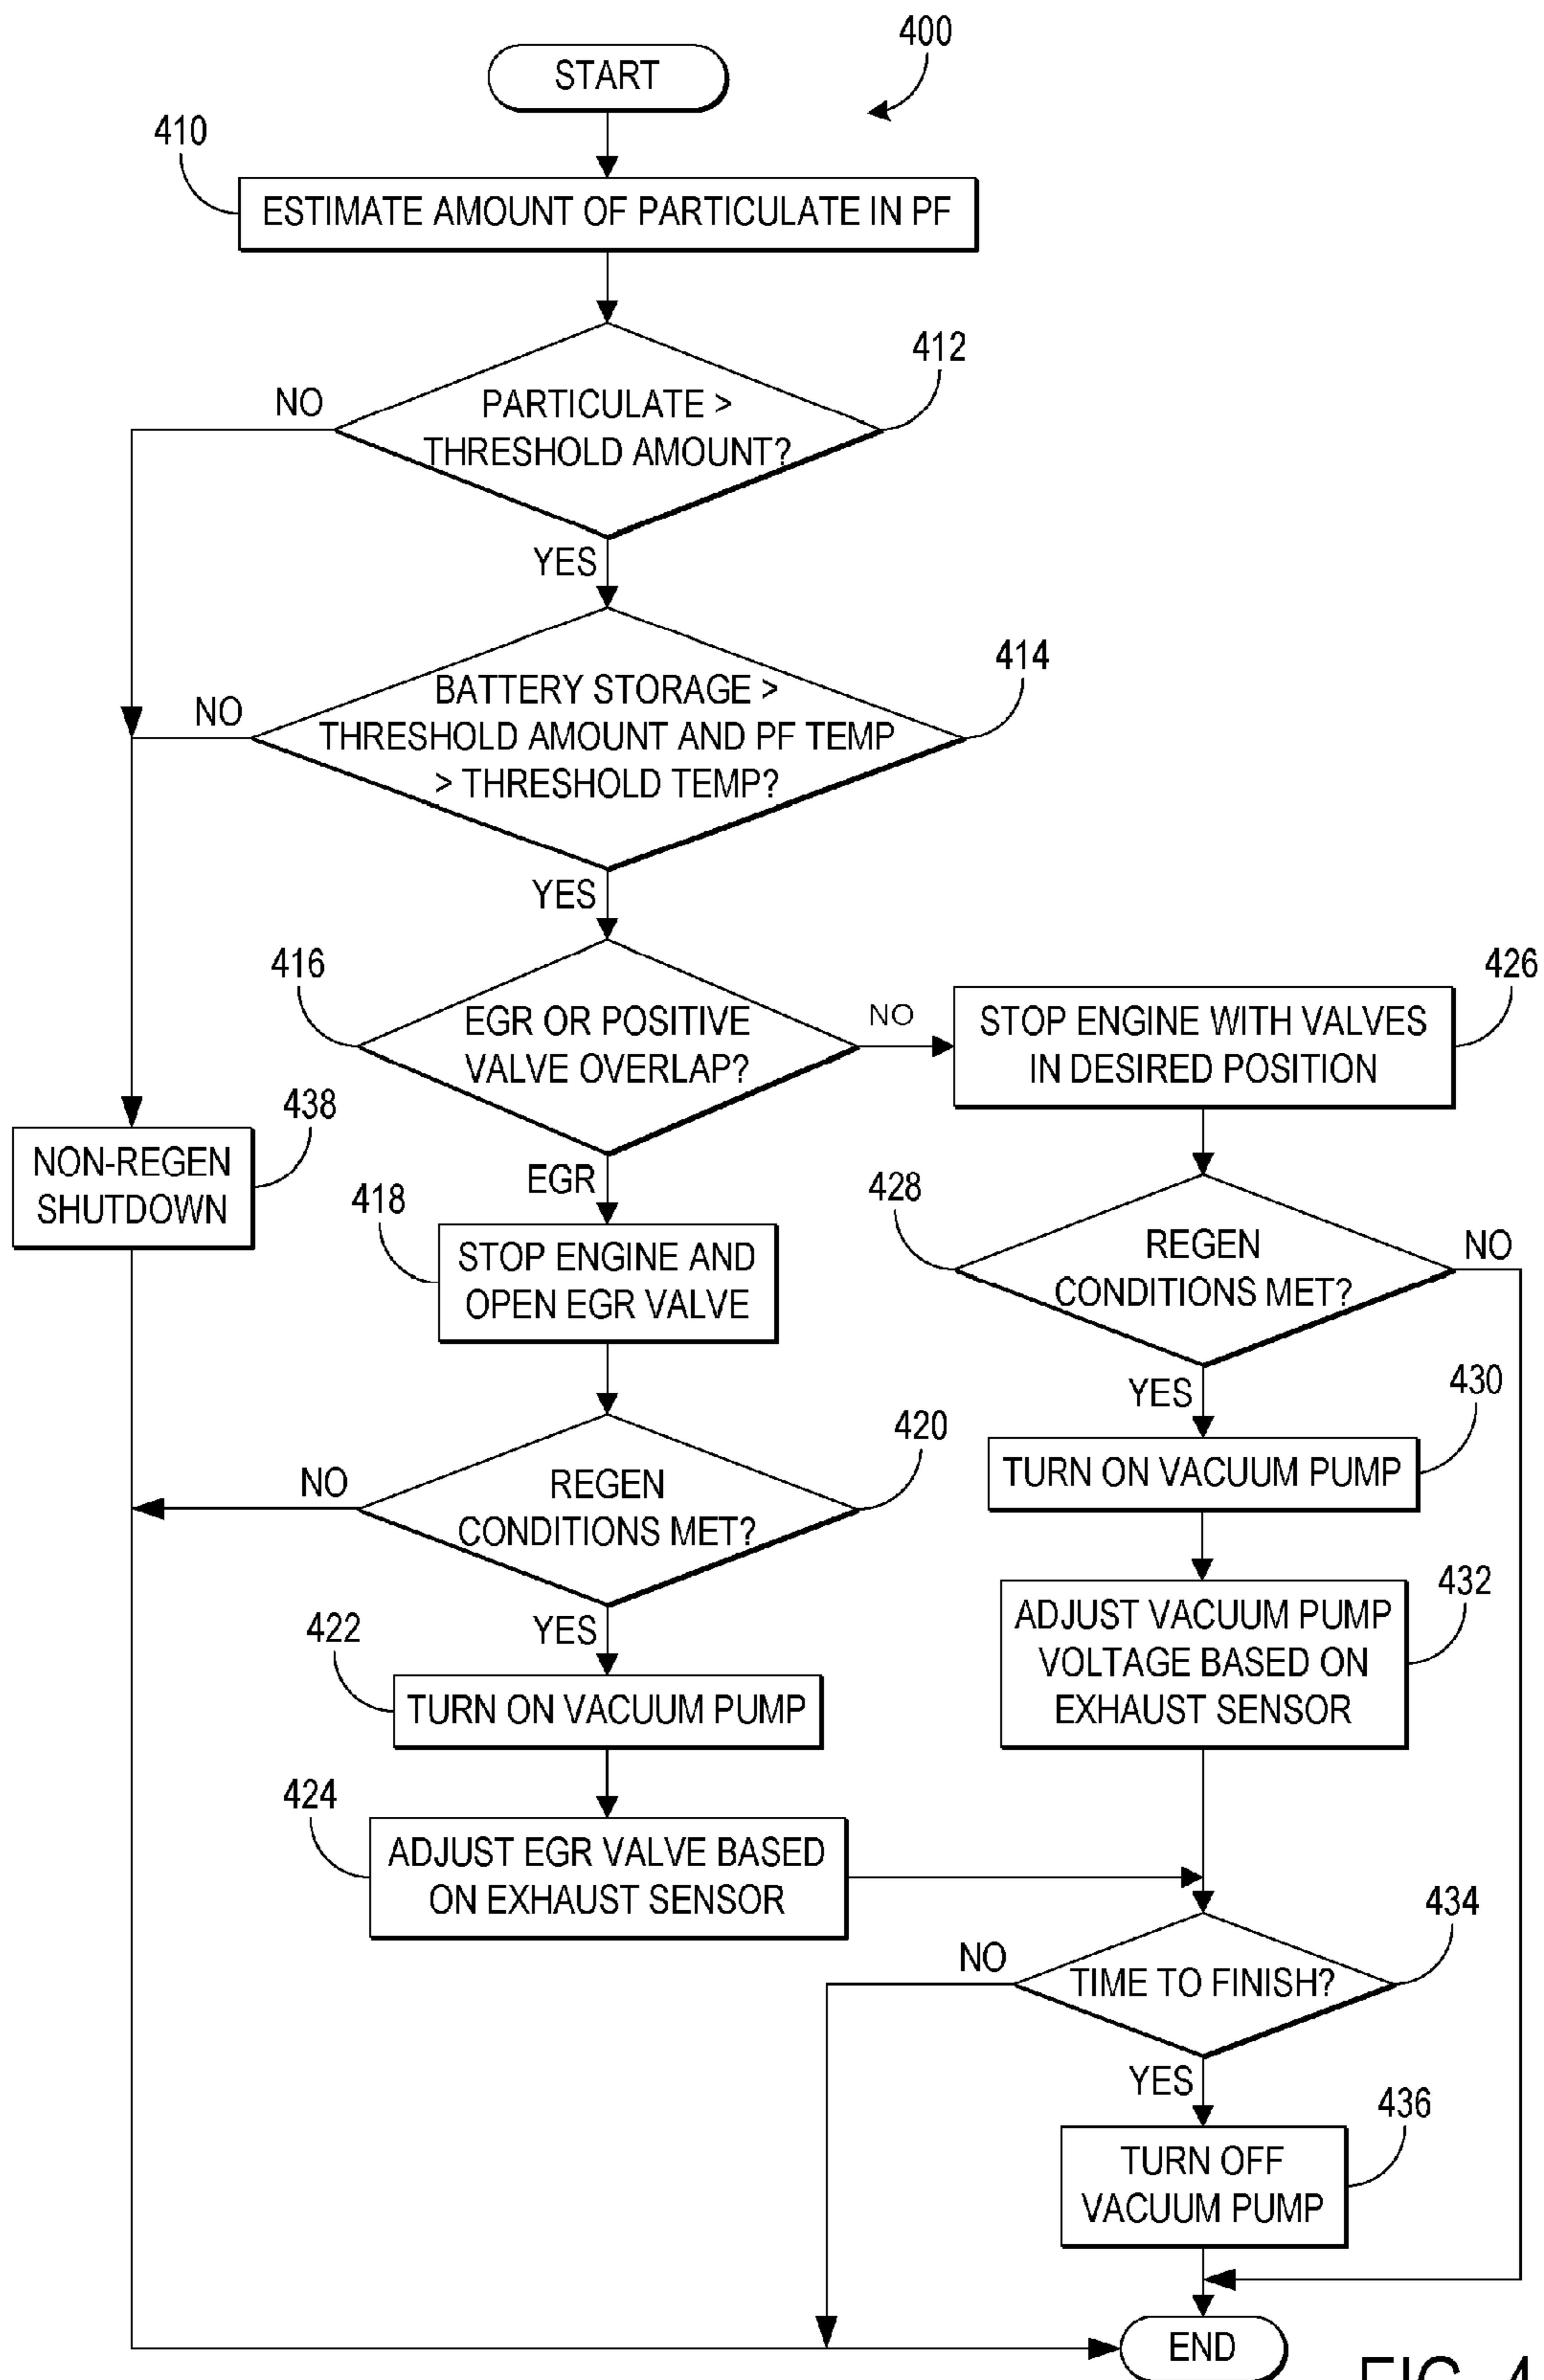 400
START
410
ESTIMATE AMOUNT OF PARTICULATE IN PF
412
NO
PARTICULATE >
THRESHOLD AMOUNT?
YES
414
NO
BATTERY STORAGE >
THRESHOLD AMOUNT AND PF TEMP
> THRESHOLD TEMP?
YES
416
EGR OR POSITIVE
VALVE OVERLAP?
NO
426
STOP ENGINE WITH VALVES
IN DESIRED POSITION
438
NON-REGEN
SHUTDOWN
EGR
418
STOP ENGINE AND
OPEN EGR VALVE
428
REGEN
CONDITIONS MET?
NO
YES
430
TURN ON VACUUM PUMP
420
NO
REGEN
CONDITIONS MET?
YES
422
TURN ON VACUUM PUMP
432
ADJUST VACUUM PUMP
VOLTAGE BASED ON
EXHAUST SENSOR
424
ADJUST EGR VALVE BASED
ON EXHAUST SENSOR
434
NO
TIME TO FINISH?
YES
436
TURN OFF
VACUUM PUMP
END
FIG. 4